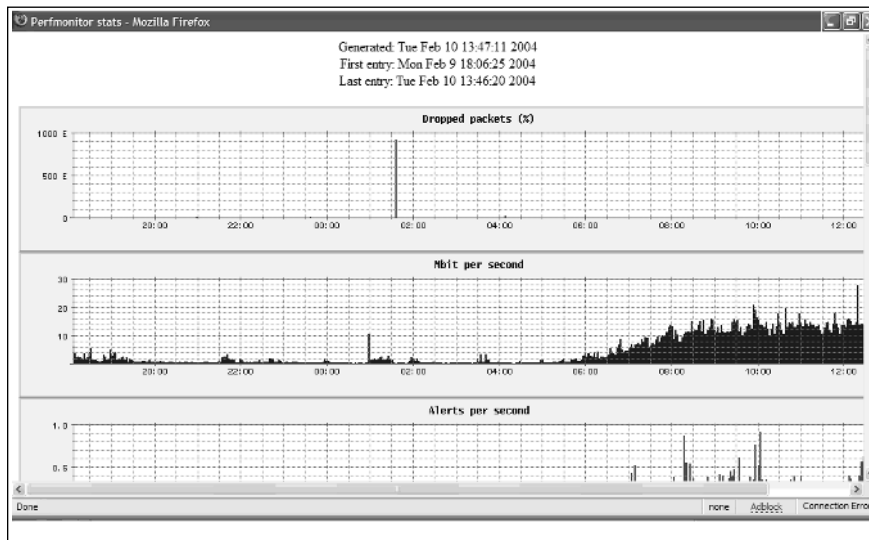 Perfmonitor stats - Mozilla Firefox
Generated: Tue Feb 10 13:47:11 2004
First entry: Mon Feb 9 18:06:25 2004
Last entry: Tue Feb 10 13:46:20 2004
Dropped packets (%)
1000 E
500 E
0
20:00 22:00 00:00 02:00 04:00 06:00 08:00 10:00 12:00
Mbit per second
30
20
10
20:00 22:00 00:00 02:00 04:00 06:00 08:00 10:00 12:00
Alerts per second
1.0
0.5
Done none Adblock Connection Erro